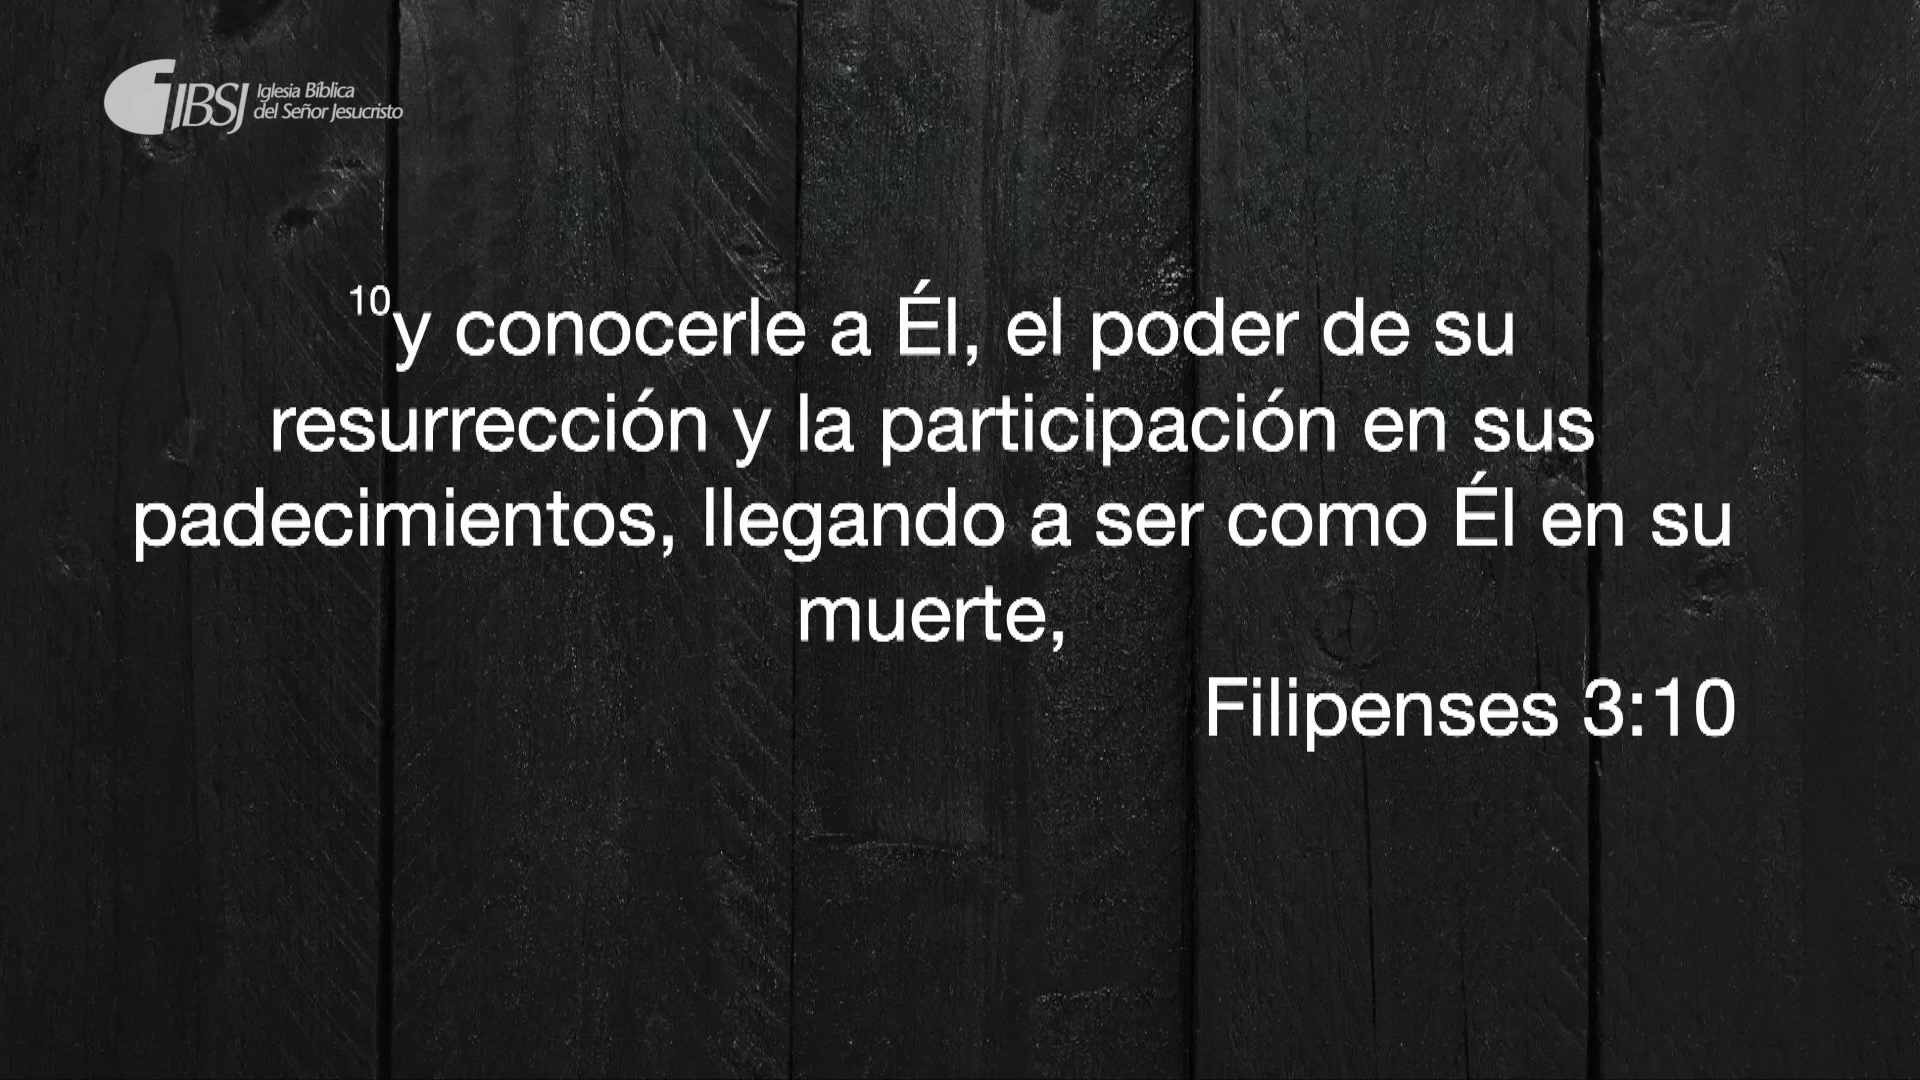 IBSJ
Iglesia Bíblica
del Señor Jesucristo
10y conocerle a Él, el poder de su
resurrección y la participación en sus
padecimientos, llegando a ser como Él en su
muerte,
Filipenses 3:10